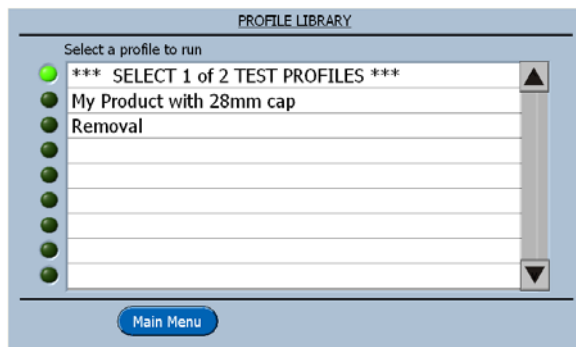 PROFILE LIBRARY
Select a profile to run
*** SELECT 1 of 2 TEST PROFILES ***
My Product with 28mm cap
Removal
Main Menu